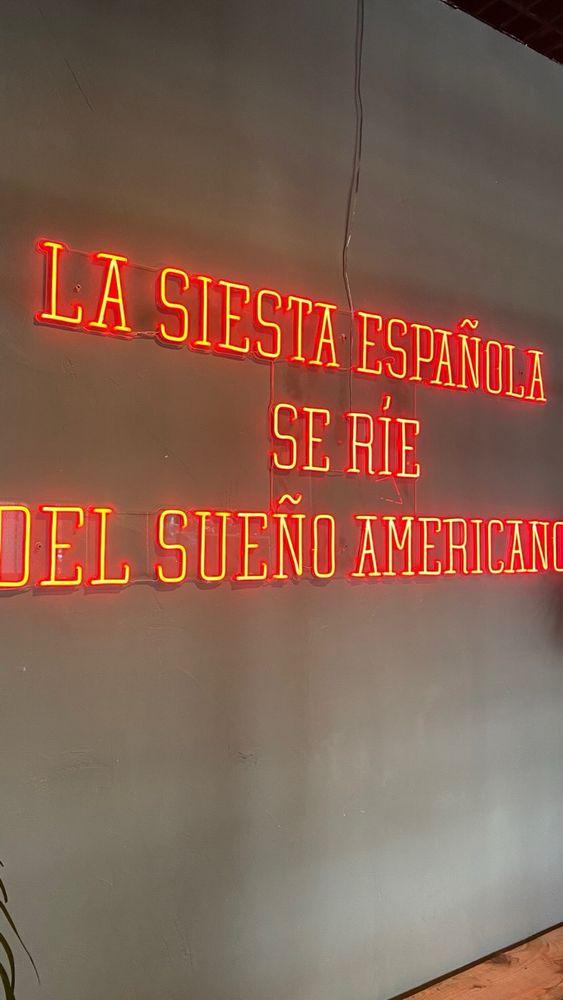 LA SIESTA ESPAÑOLA
SE RÍE
DEL SUEÑO AMERICANO